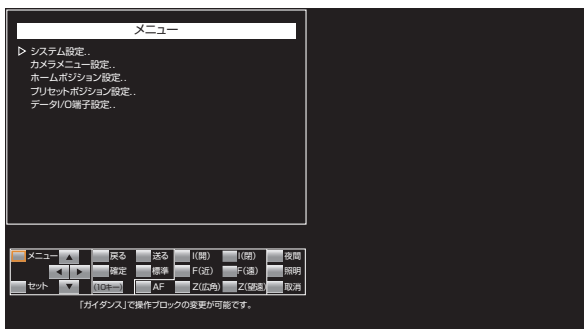 メニュー
システム設定..
カメラメニュー設定..
ホームポジション設定..
プリセットポジション設定..
データI/O端子設定..
メニュー ▲ 戻る 送る I(開) I(閉) 夜間
◀ ▶ 確定 標準 F(近) F(遠) 照明
セット ▼ (10キー) AF Z(広角) Z(望遠) 取消
「ガイダンス」で操作ブロックの変更が可能です。